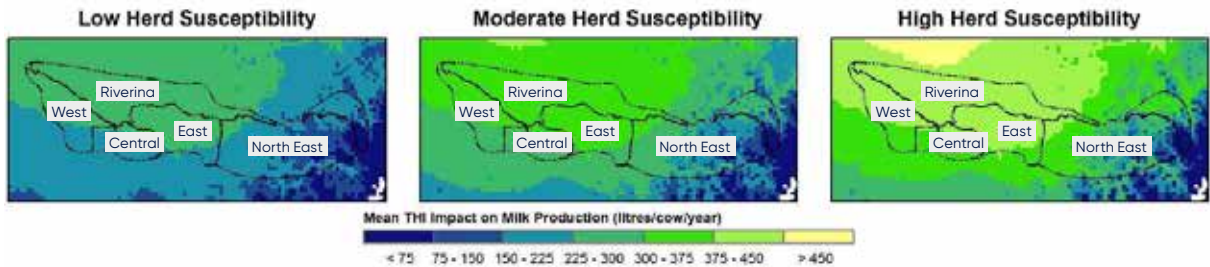 Low Herd Susceptibility
Moderate Herd Susceptibility
High Herd Susceptibility
Riverina
West
Central
East
North East
Riverina
West
Central
East
North East
Riverina
West
Central
East
North East
Mean THI Impact on Milk Production (litres/cow/year)
< 75 75 - 150 150 - 225 225 - 300 300 - 375 375 - 450 > 450